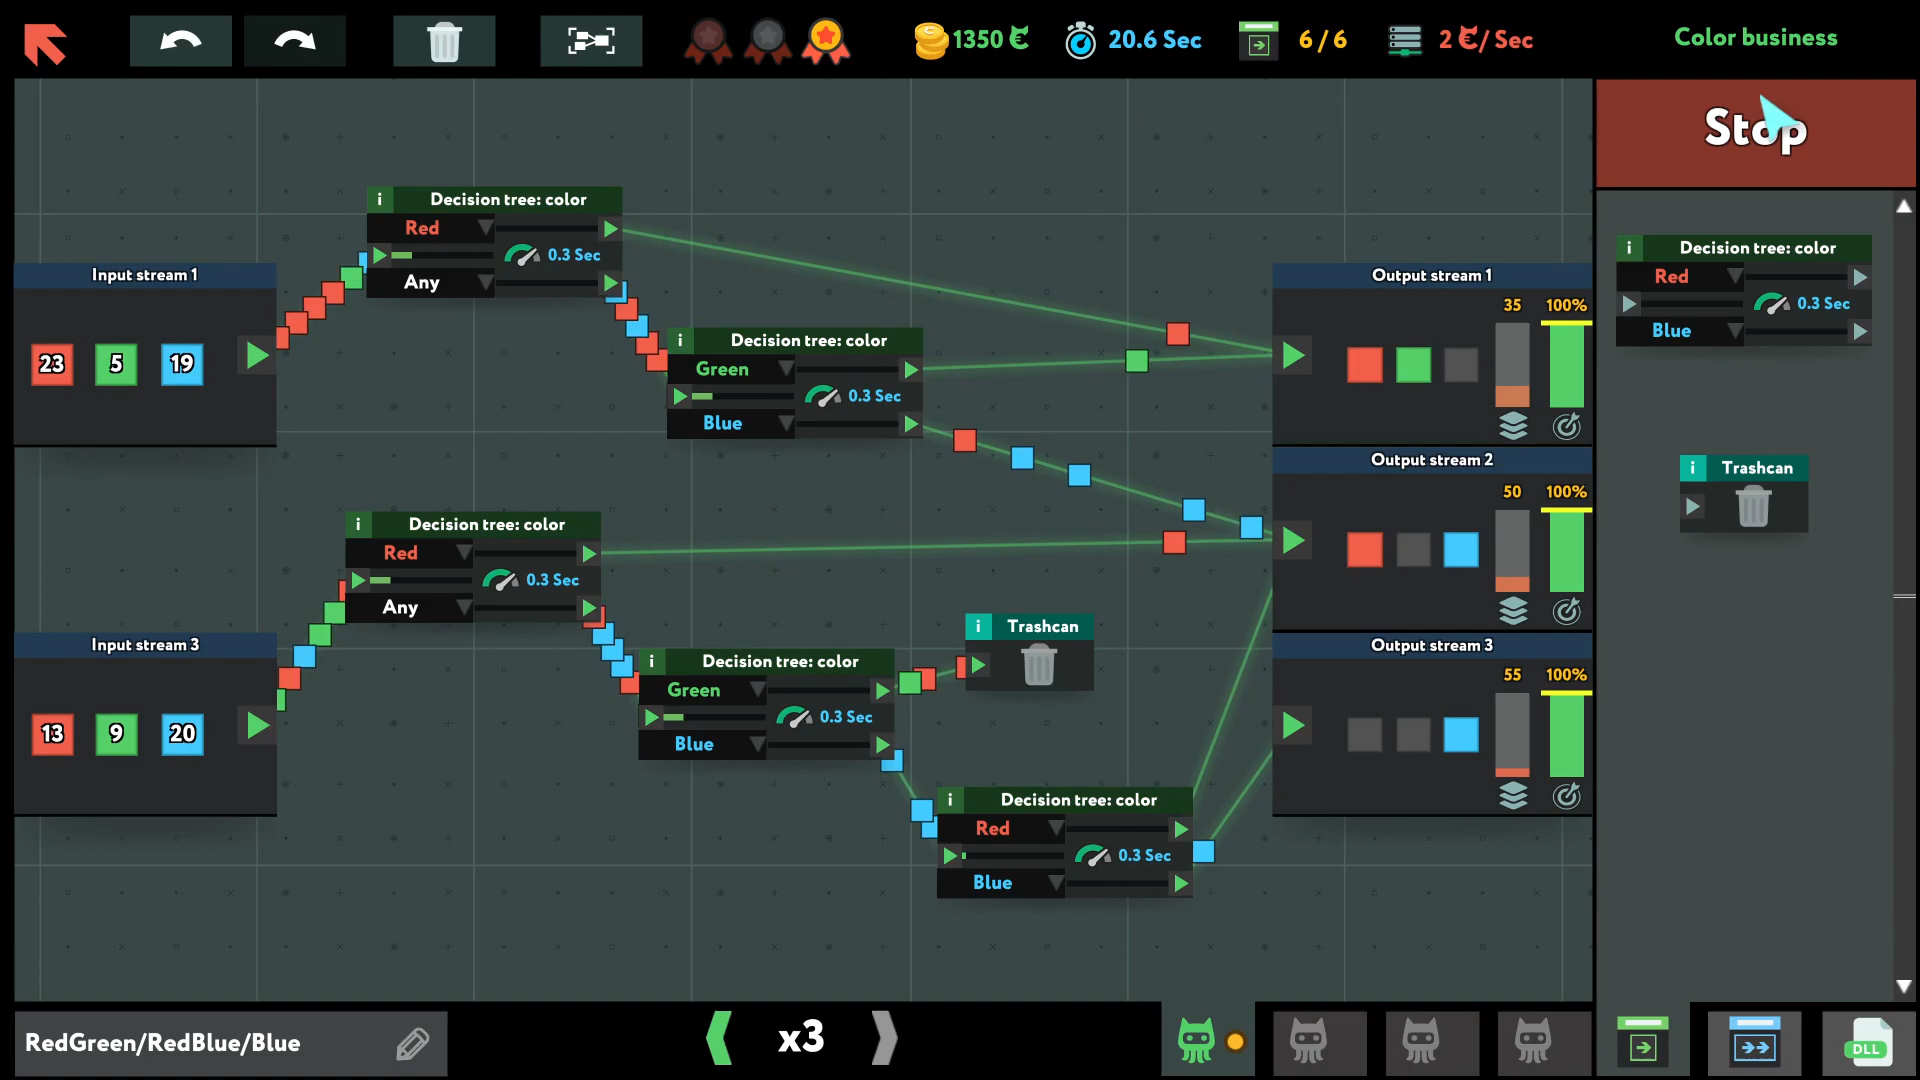 1350
20.6 Sec
6 / 6
2 / Sec
Color business
Stop
Input stream 1
23 5 19
i Decision tree: color
Red
0.3 Sec
Any
i Decision tree: color
Green
0.3 Sec
Blue
Output stream 1
35 100%
i Decision tree: color
Red
0.3 Sec
Blue
Output stream 2
50 100%
i Trashcan
Input stream 3
13 9 20
i Decision tree: color
Red
0.3 Sec
Any
i Decision tree: color
Green
0.3 Sec
Blue
i Trashcan
i Decision tree: color
Red
0.3 Sec
Blue
Output stream 3
55 100%
RedGreen/RedBlue/Blue
x3
DLL